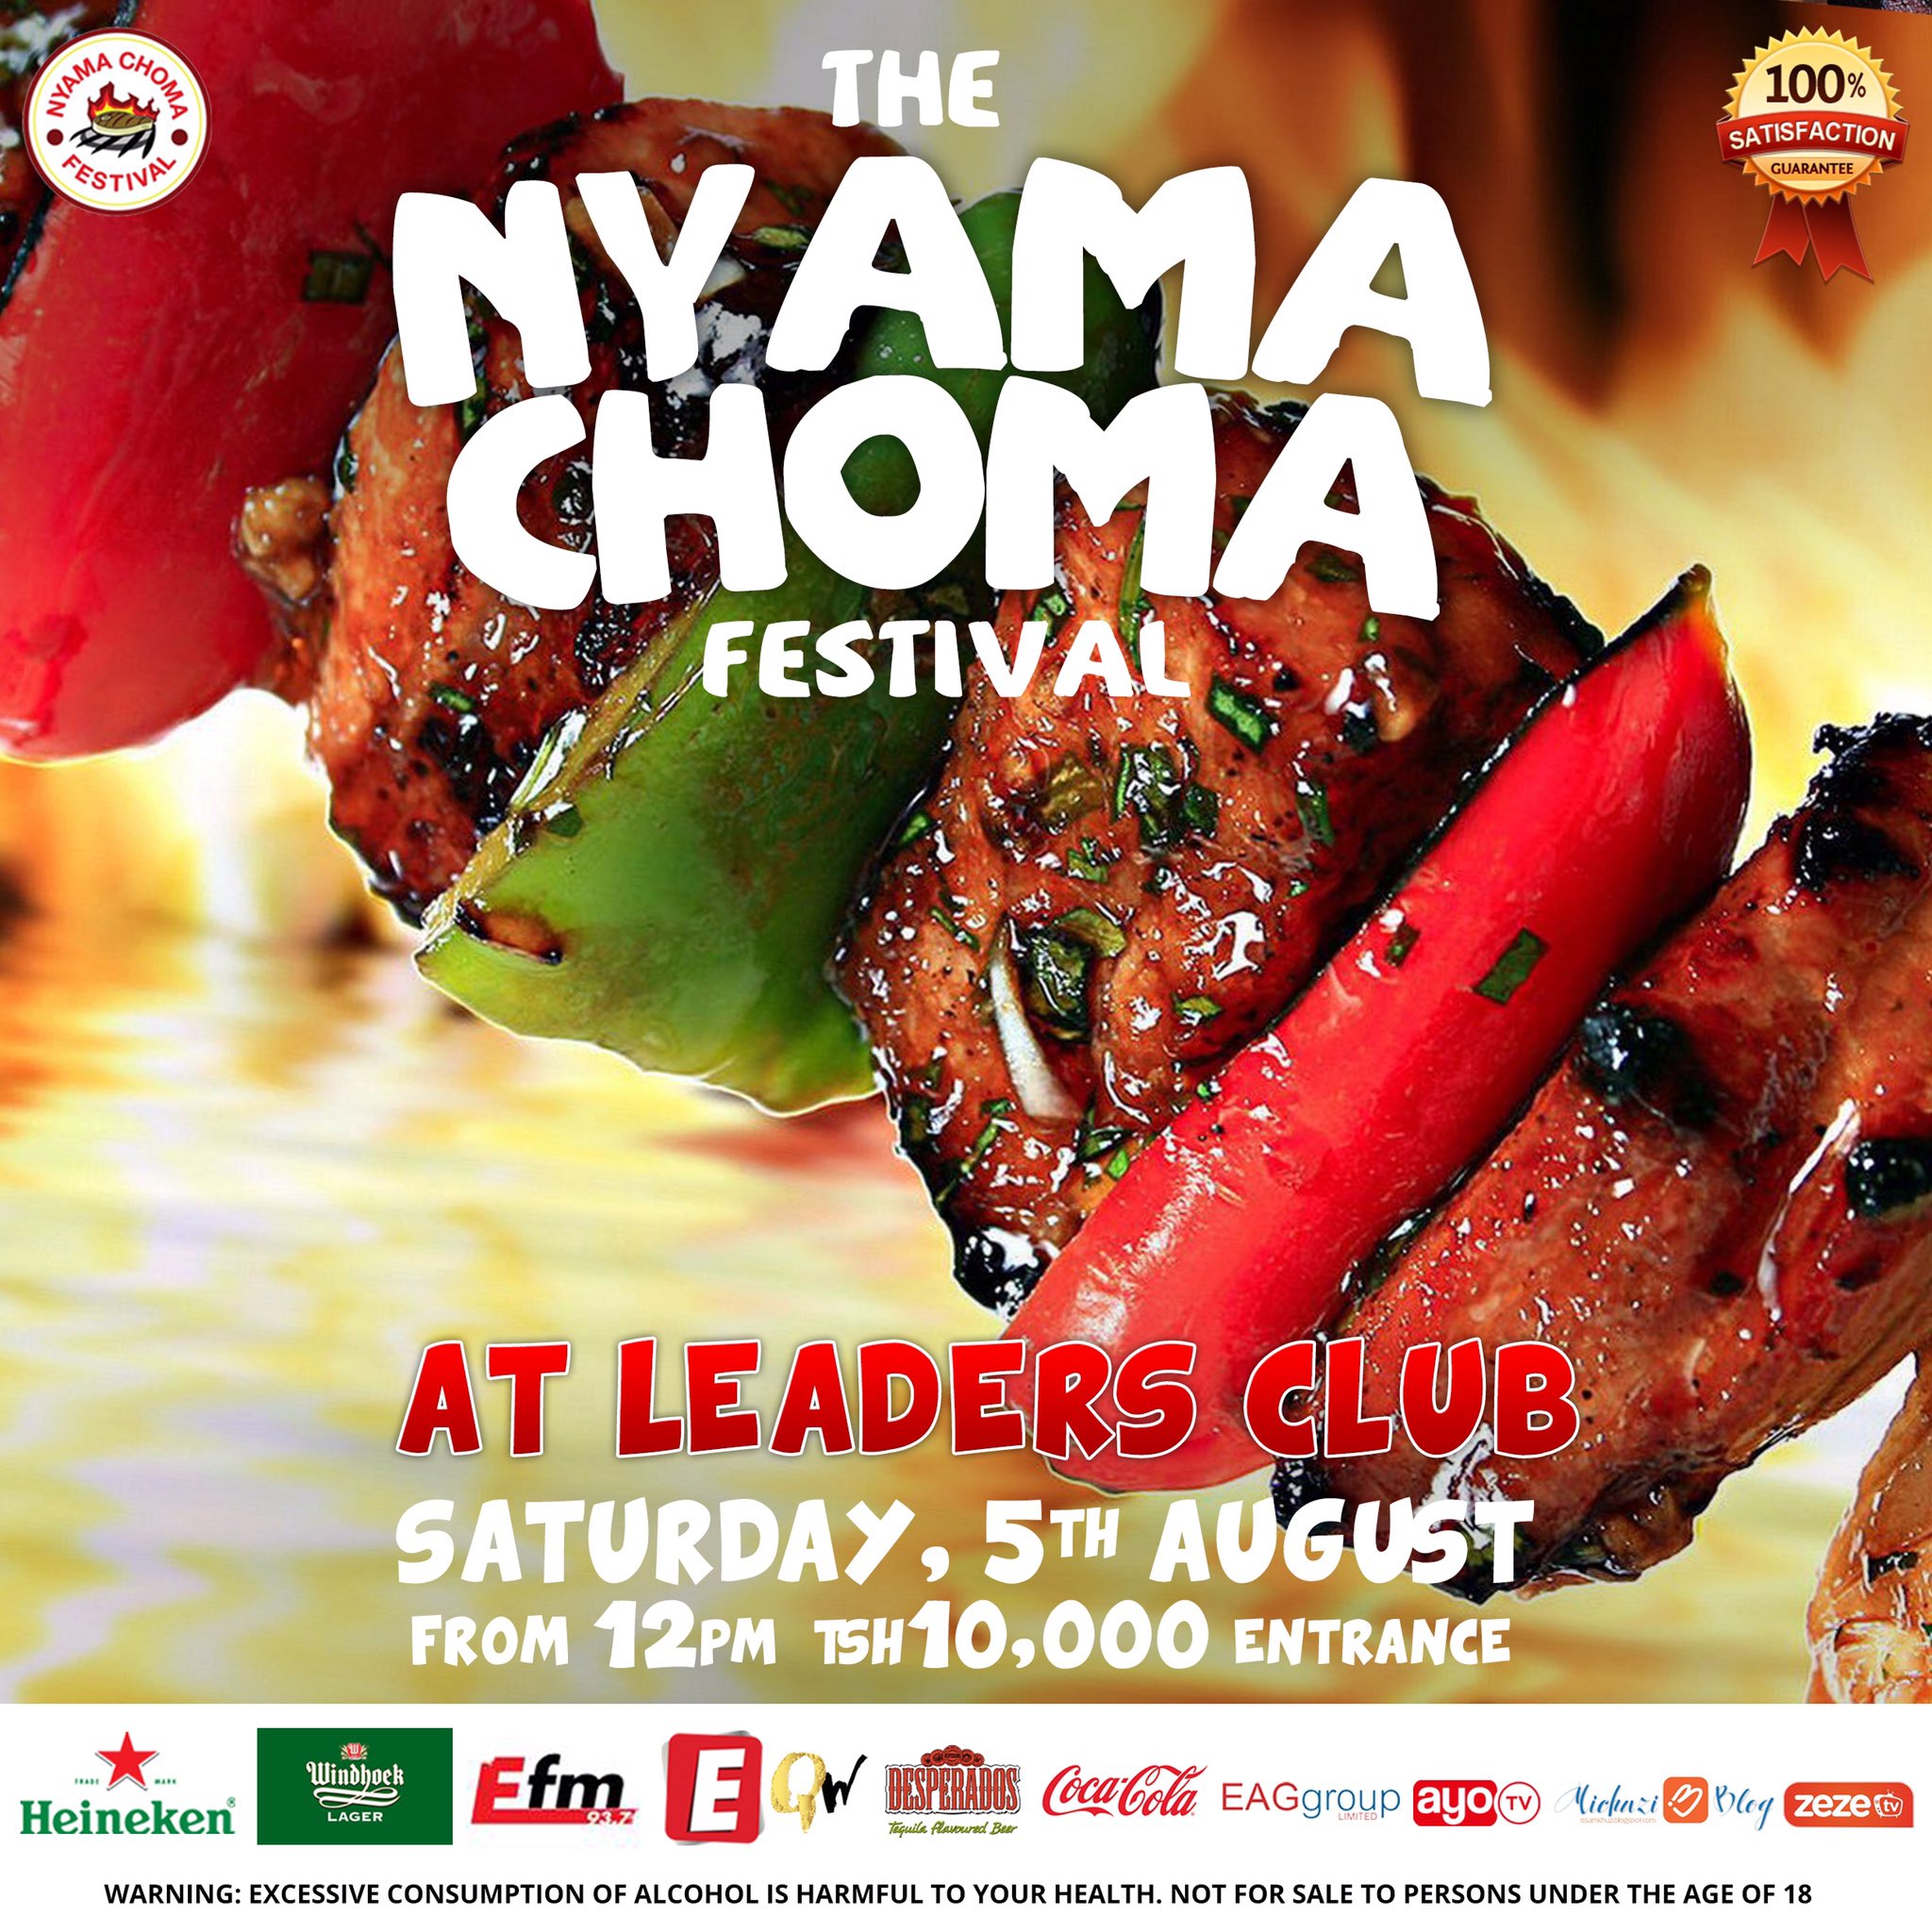 NYAMA CHOMA
FESTIVAL
100%
SATISFACTION
GUARANTEE
THE
NYAMA
CHOMA
FESTIVAL
AT LEADERS CLUB
SATURDAY, 5TH AUGUST
FROM 12PM TSH10,000 ENTRANCE
TRADE MARK
Heineken®
Windhoek
LAGER
Efm
93.7
E
DESPERADOS
Tequila Flavoured Beer
Coca-Cola
EAGgroup
LIMITED
ayo TV
Michuzi Blog
zeze tv
WARNING: EXCESSIVE CONSUMPTION OF ALCOHOL IS HARMFUL TO YOUR HEALTH. NOT FOR SALE TO PERSONS UNDER THE AGE OF 18